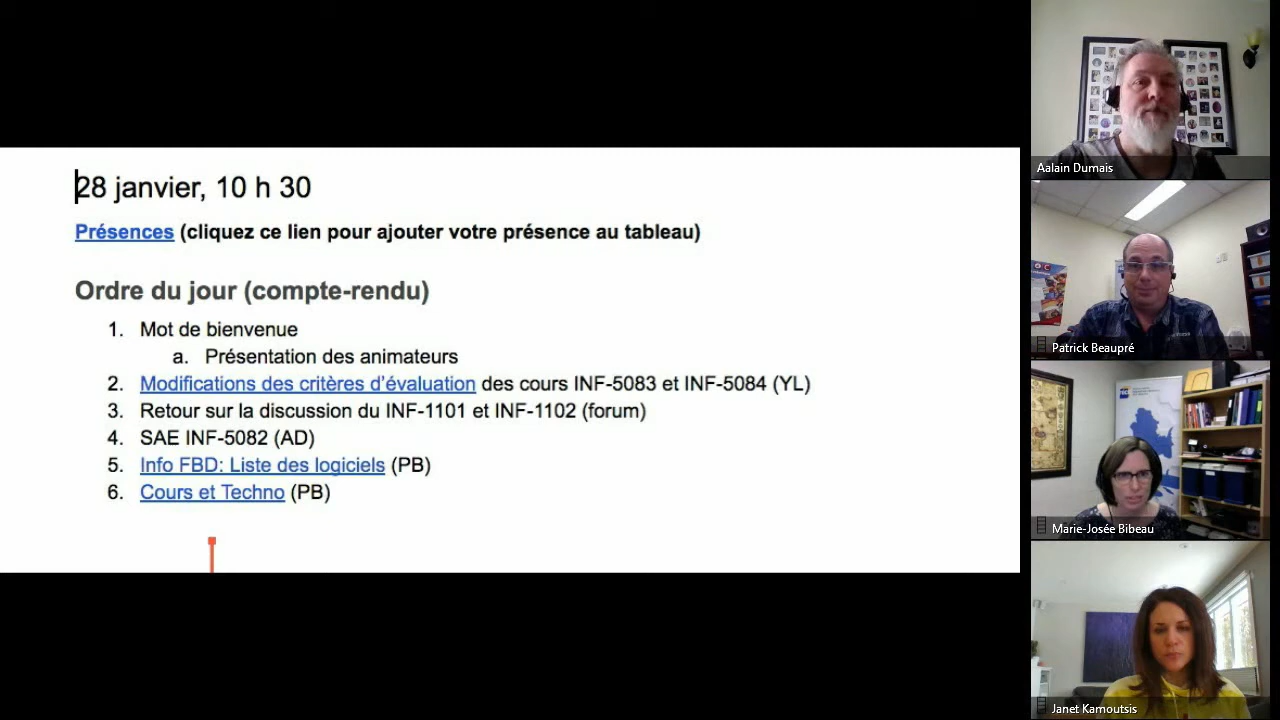 28 janvier, 10 h 30
Présences (cliquez ce lien pour ajouter votre présence au tableau)
Ordre du jour (compte-rendu)
1. Mot de bienvenue
a. Présentation des animateurs
2. Modifications des critères d'évaluation des cours INF-5083 et INF-5084 (YL)
3. Retour sur la discussion du INF-1101 et INF-1102 (forum)
4. SAE INF-5082 (AD)
5. Info FBD: Liste des logiciels (PB)
6. Cours et Techno (PB)
Aalain Dumais
Patrick Beaupré
Marie-Josée Bibeau
Janet Kamoutsis